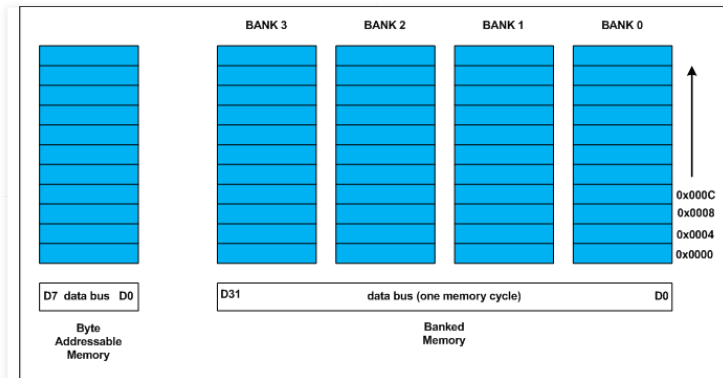 BANK 3 BANK 2 BANK 1 BANK 0
0x000C
0x0008
0x0004
0x0000
D7 data bus D0
D31 data bus (one memory cycle) D0
Byte
Addressable
Memory
Banked
Memory